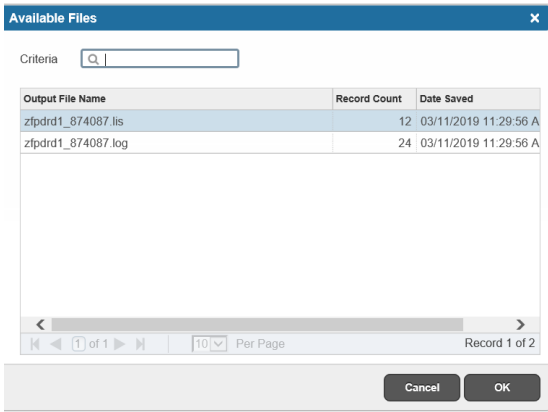 Available Files
Criteria
Output File Name Record Count Date Saved
zfpdrd1_874087.lis 12 03/11/2019 11:29:56 A
zfpdrd1_874087.log 24 03/11/2019 11:29:56 A
1 of 1 10 Per Page Record 1 of 2
Cancel OK